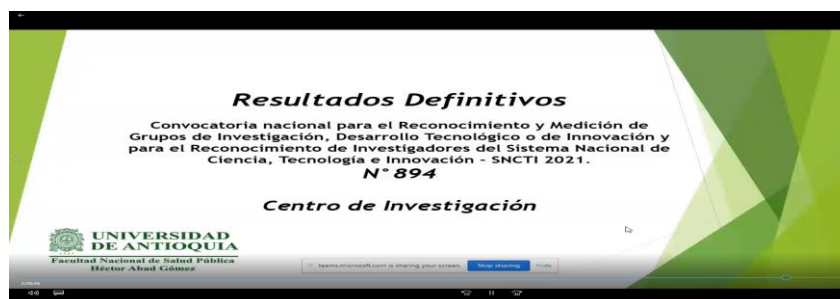 Resultados Definitivos
Convocatoria nacional para el Reconocimiento y Medición de
Grupos de Investigación, Desarrollo Tecnológico o de Innovación y
para el Reconocimiento de Investigadores del Sistema Nacional de
Ciencia, Tecnología e Innovación - SNCTI 2021.
N° 894
Centro de Investigación
UNIVERSIDAD
DE ANTIOQUIA
Facultad Nacional de Salud Pública
Héctor Abad Gómez
teams.microsoft.com is sharing your screen. Stop sharing Hide